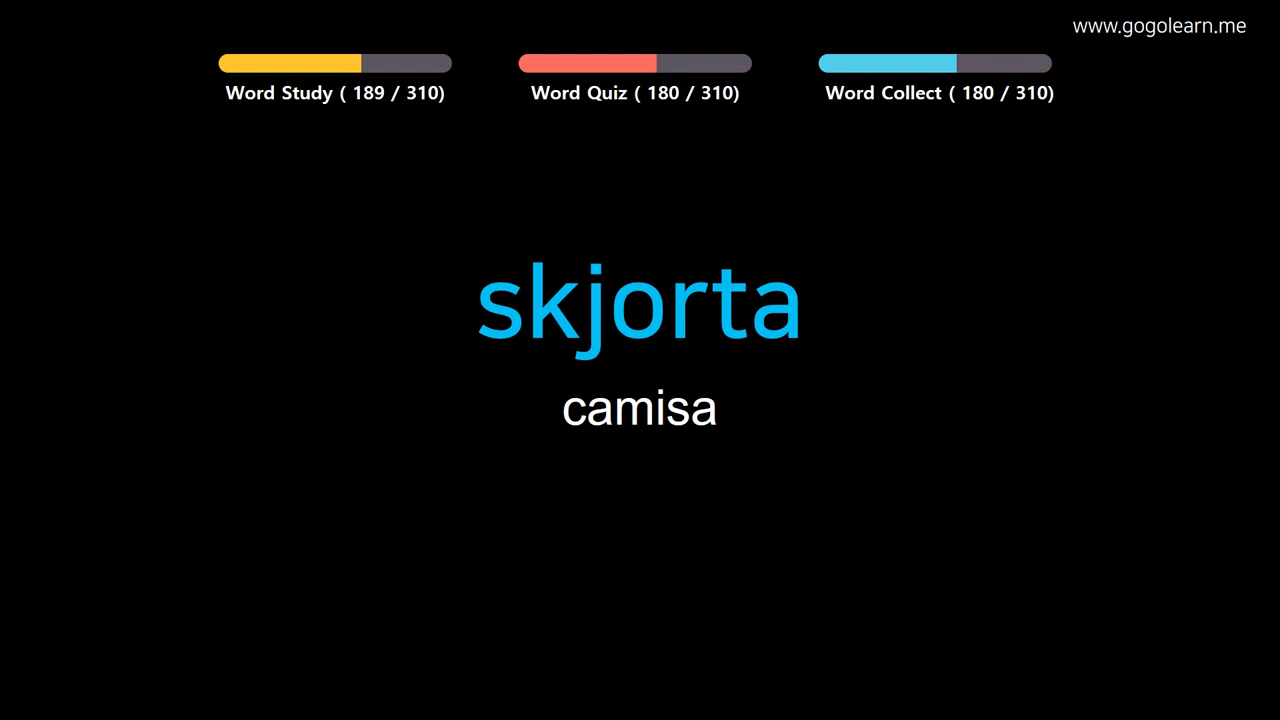 www.gogolearn.me
Word Study ( 189 / 310)
Word Quiz ( 180 / 310)
Word Collect ( 180 / 310)
skjorta
camisa